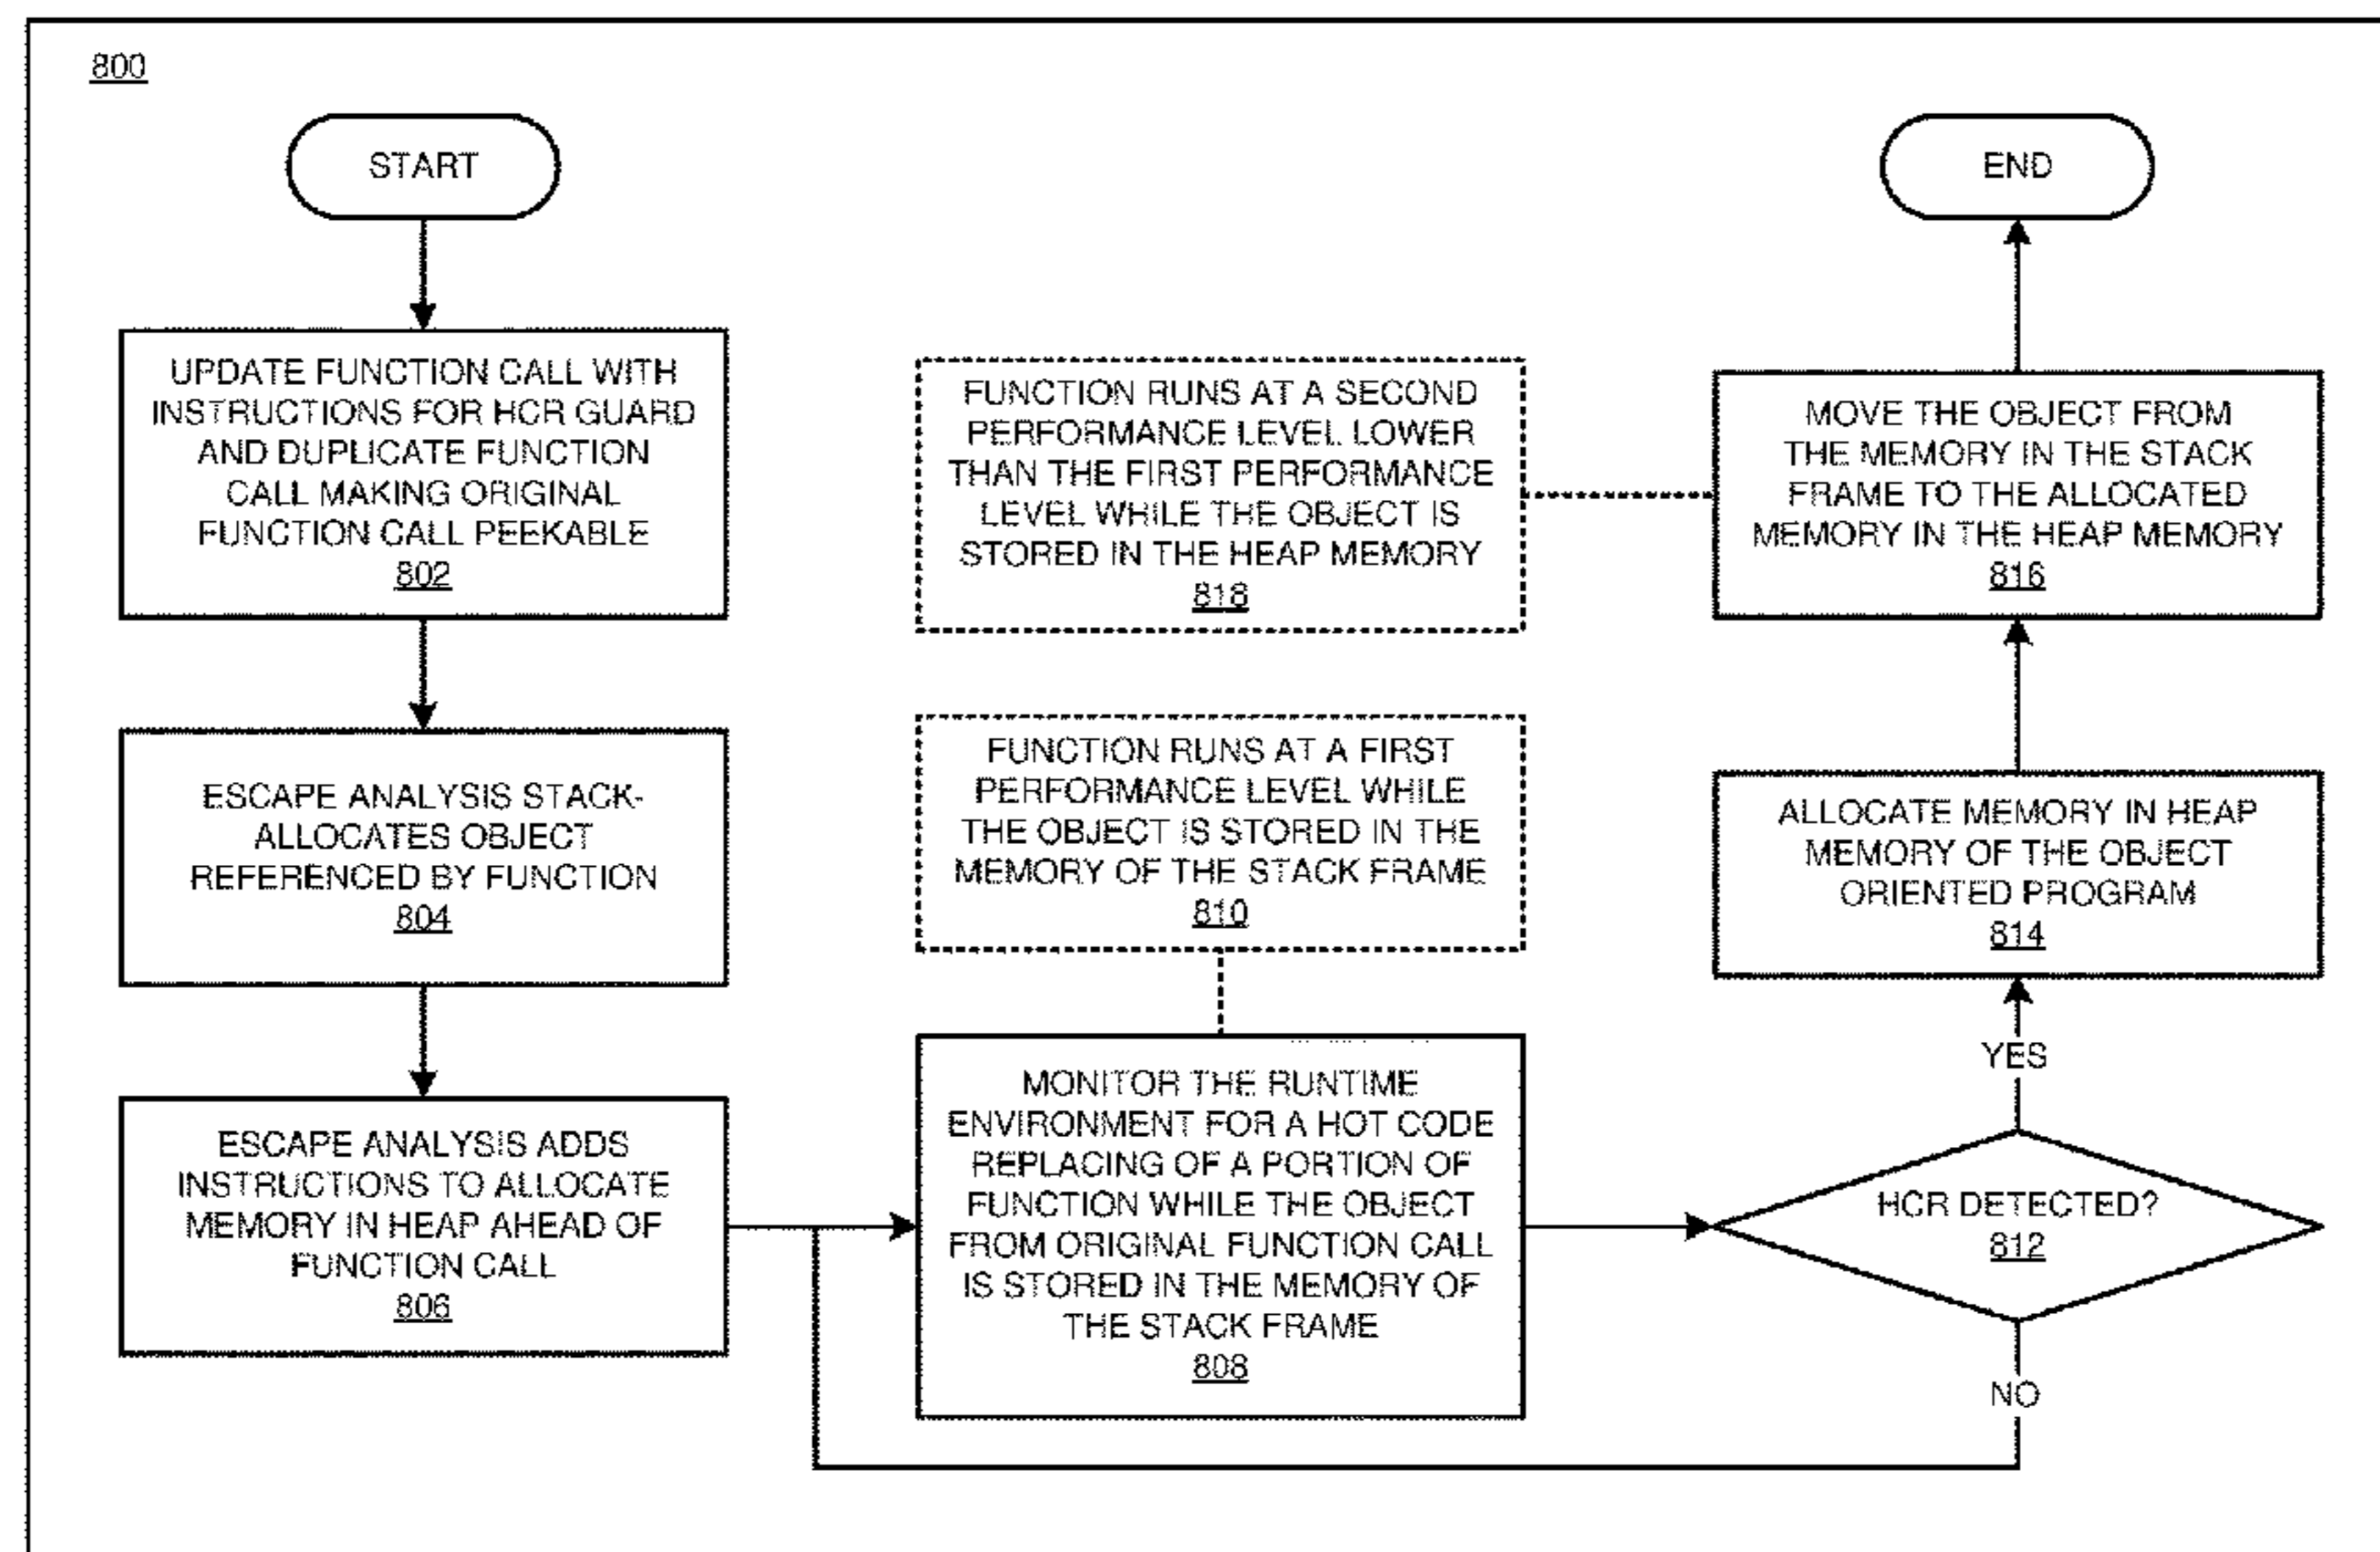 800
START
UPDATE FUNCTION CALL WITH
INSTRUCTIONS FOR HCR GUARD
AND DUPLICATE FUNCTION
CALL MAKING ORIGINAL
FUNCTION CALL PEEKABLE
802
ESCAPE ANALYSIS STACK-
ALLOCATES OBJECT
REFERENCED BY FUNCTION
804
ESCAPE ANALYSIS ADDS
INSTRUCTIONS TO ALLOCATE
MEMORY IN HEAP AHEAD OF
FUNCTION CALL
806
MONITOR THE RUNTIME
ENVIRONMENT FOR A HOT CODE
REPLACING OF A PORTION OF
FUNCTION WHILE THE OBJECT
FROM ORIGINAL FUNCTION CALL
IS STORED IN THE MEMORY OF
THE STACK FRAME
808
FUNCTION RUNS AT A FIRST
PERFORMANCE LEVEL WHILE
THE OBJECT IS STORED IN THE
MEMORY OF THE STACK FRAME
810
HCR DETECTED?
812
NO
YES
ALLOCATE MEMORY IN HEAP
MEMORY OF THE OBJECT
ORIENTED PROGRAM
814
MOVE THE OBJECT FROM
THE MEMORY IN THE STACK
FRAME TO THE ALLOCATED
MEMORY IN THE HEAP MEMORY
816
FUNCTION RUNS AT A SECOND
PERFORMANCE LEVEL LOWER
THAN THE FIRST PERFORMANCE
LEVEL WHILE THE OBJECT IS
STORED IN THE HEAP MEMORY
818
END